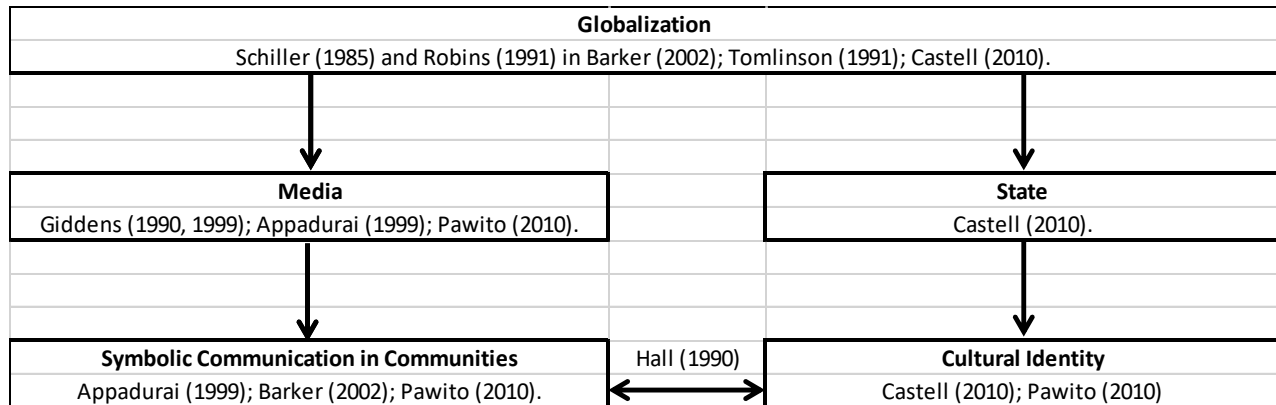 Globalization
Schiller (1985) and Robins (1991) in Barker (2002); Tomlinson (1991); Castell (2010).
Media
Giddens (1990, 1999); Appadurai (1999); Pawito (2010).
State
Castell (2010).
Symbolic Communication in Communities
Appadurai (1999); Barker (2002); Pawito (2010).
Hall (1990)
Cultural Identity
Castell (2010); Pawito (2010)